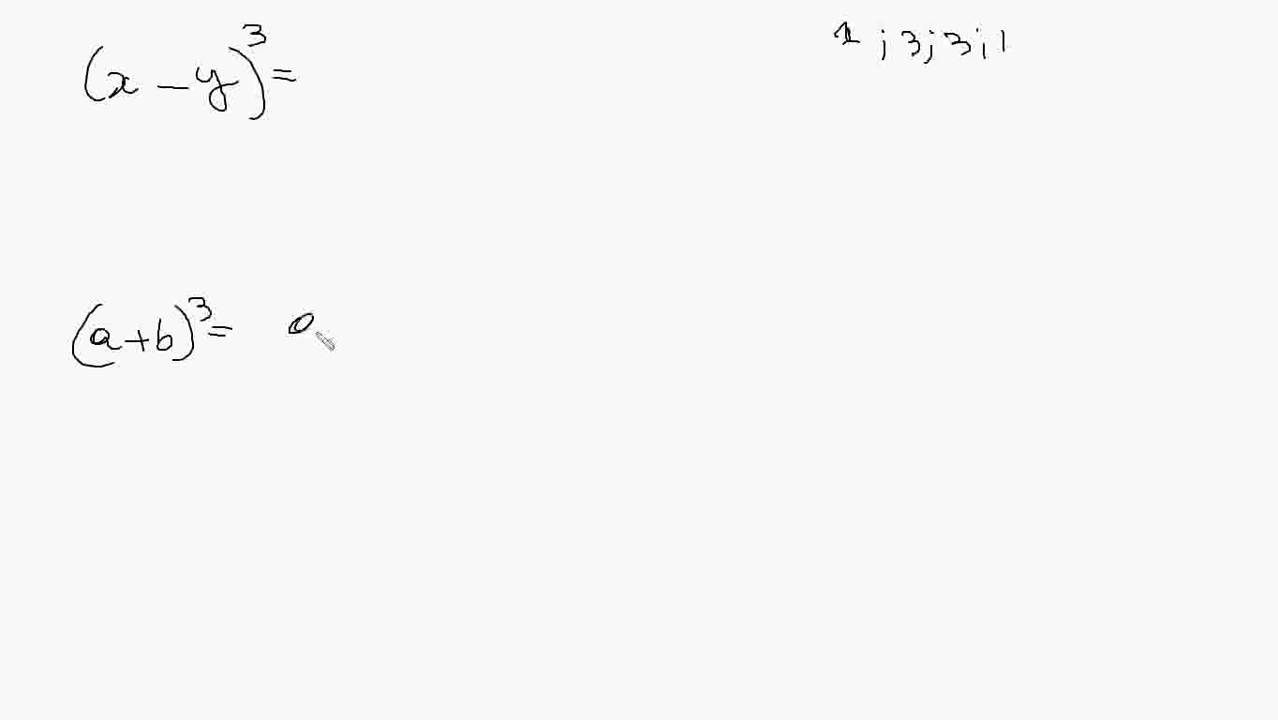 (x - y)³ =
1 ; 3 ; 3 ; 1
(a + b)³ = a